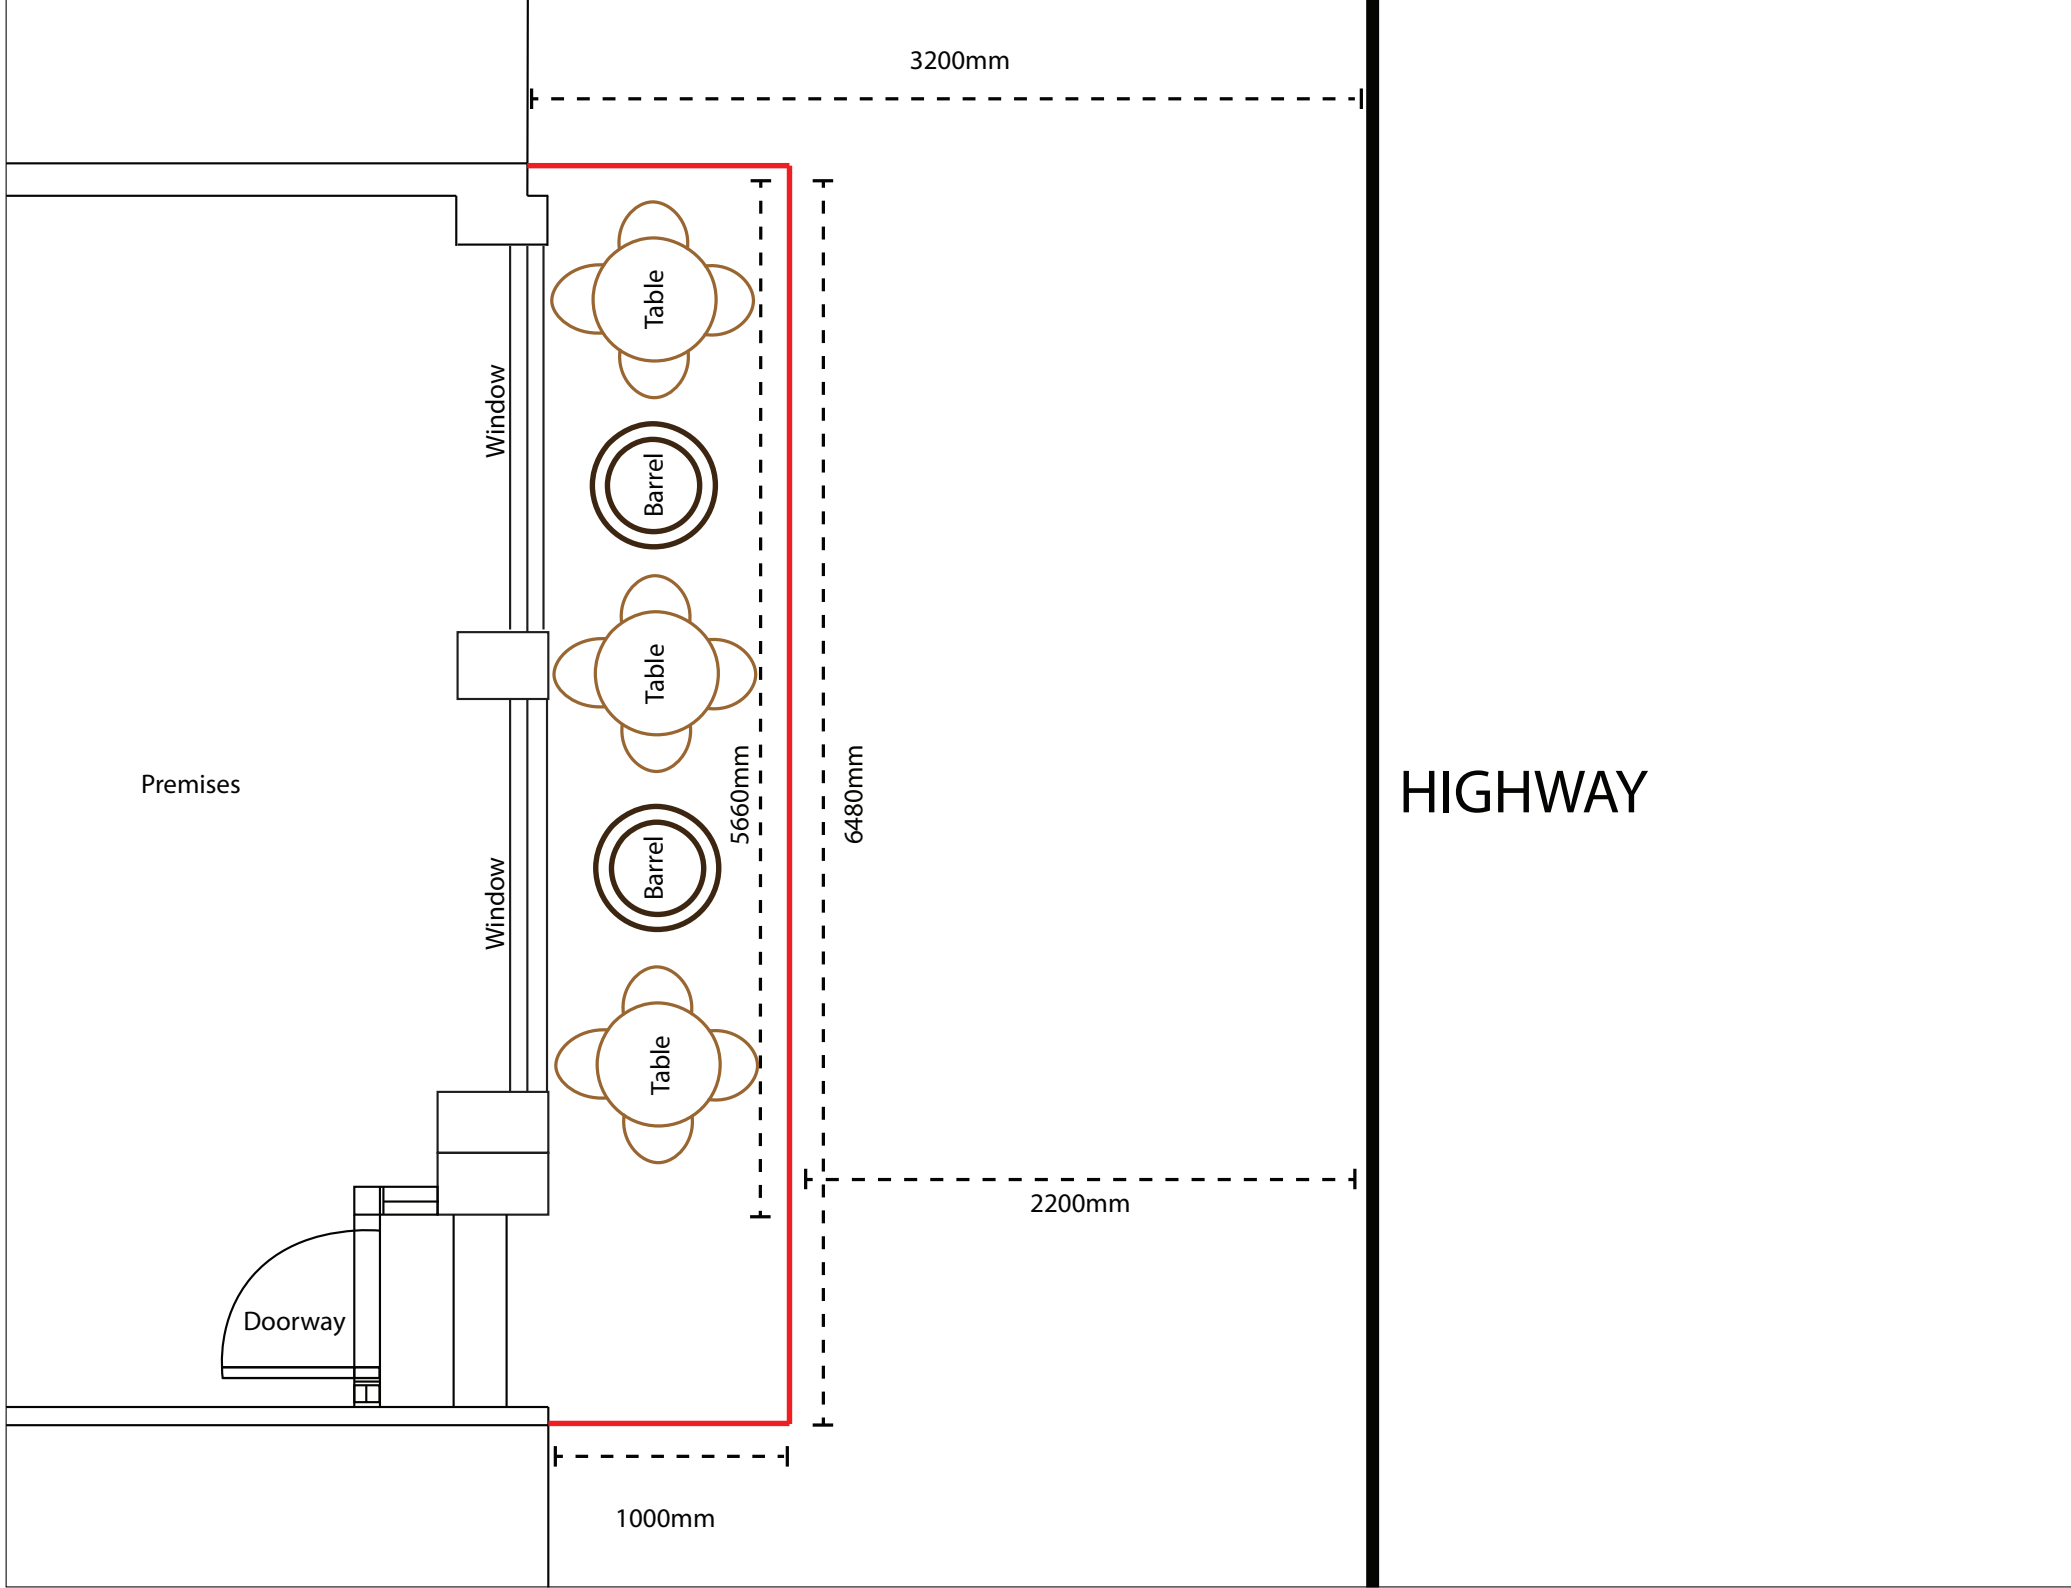 3200mm
Table
Window
Barrel
Table
Premises
5660mm
6480mm
HIGHWAY
Window
Barrel
Table
2200mm
Doorway
1000mm